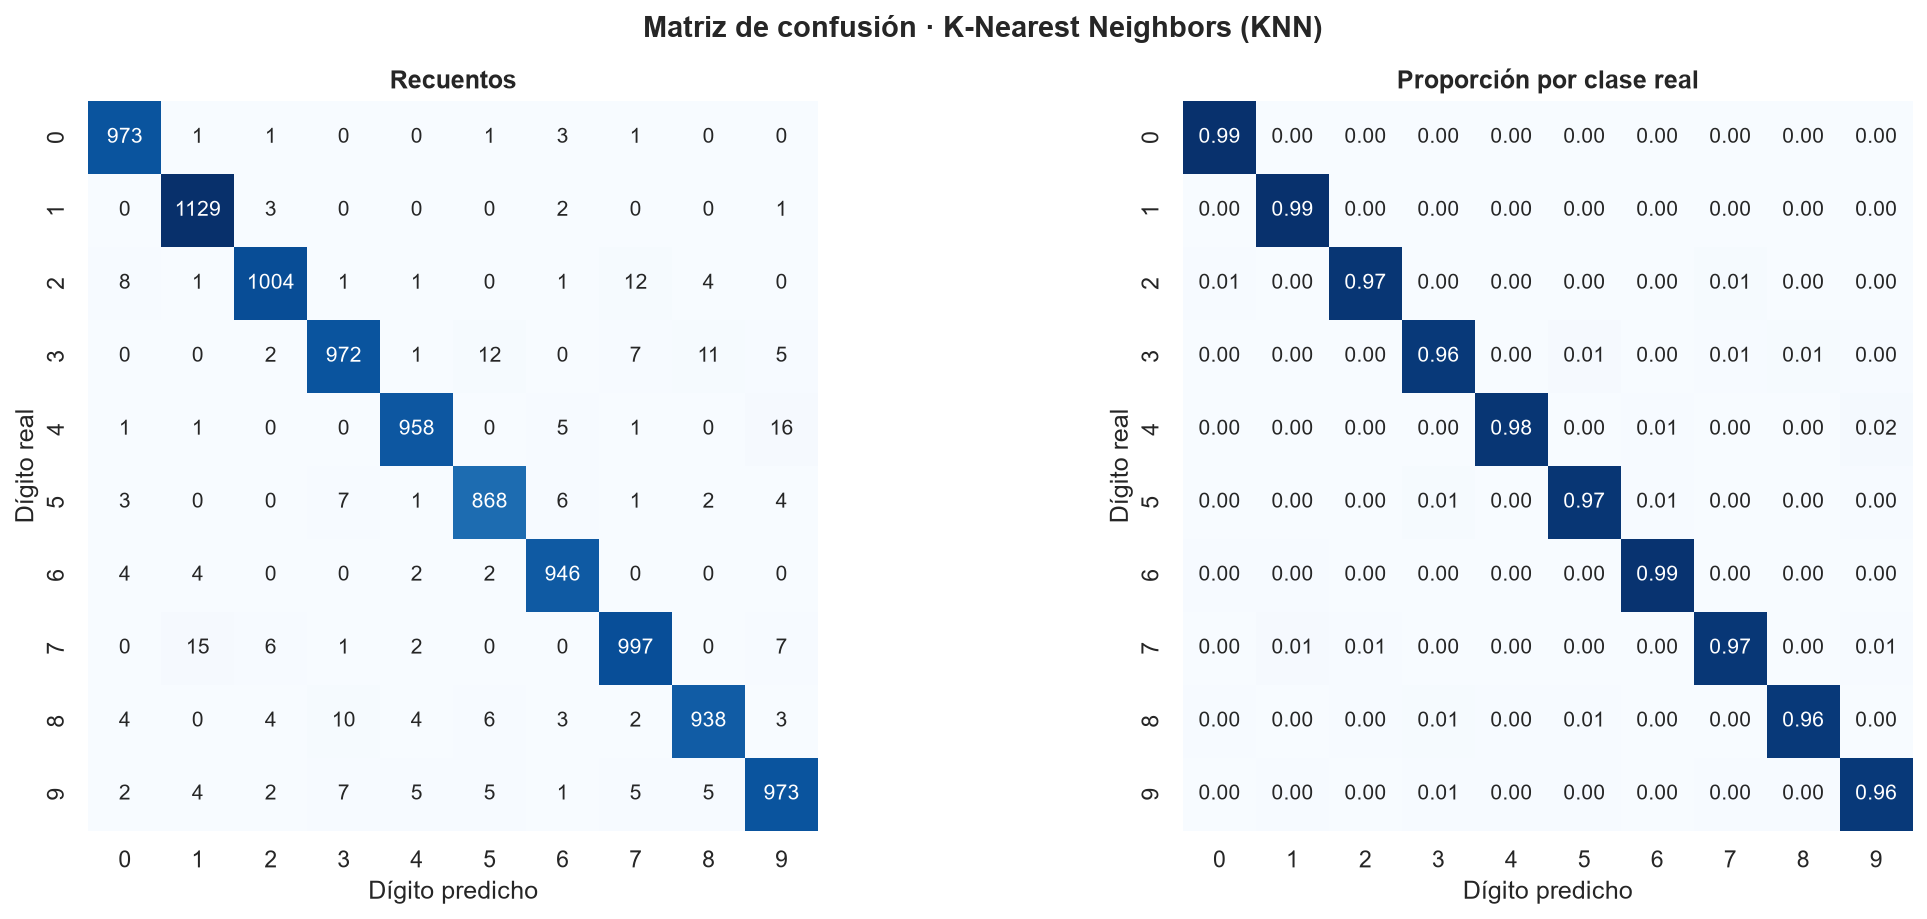 Matriz de confusión · K-Nearest Neighbors (KNN)
Recuentos
0 973 1 1 0 0 1 3 1 0 0
1 0 1129 3 0 0 0 2 0 0 1
2 8 1 1004 1 1 0 1 12 4 0
3 0 0 2 972 1 12 0 7 11 5
4 1 1 0 0 958 0 5 1 0 16
5 3 0 0 7 1 868 6 1 2 4
6 4 4 0 0 2 2 946 0 0 0
7 0 15 6 1 2 0 0 997 0 7
8 4 0 4 10 4 6 3 2 938 3
9 2 4 2 7 5 5 1 5 5 973
0 1 2 3 4 5 6 7 8 9
Dígito real
Dígito predicho
Proporción por clase real
0 0.99 0.00 0.00 0.00 0.00 0.00 0.00 0.00 0.00 0.00
1 0.00 0.99 0.00 0.00 0.00 0.00 0.00 0.00 0.00 0.00
2 0.01 0.00 0.97 0.00 0.00 0.00 0.00 0.01 0.00 0.00
3 0.00 0.00 0.00 0.96 0.00 0.01 0.00 0.01 0.01 0.00
4 0.00 0.00 0.00 0.00 0.98 0.00 0.01 0.00 0.00 0.02
5 0.00 0.00 0.00 0.01 0.00 0.97 0.01 0.00 0.00 0.00
6 0.00 0.00 0.00 0.00 0.00 0.00 0.99 0.00 0.00 0.00
7 0.00 0.01 0.01 0.00 0.00 0.00 0.00 0.97 0.00 0.01
8 0.00 0.00 0.00 0.01 0.00 0.01 0.00 0.00 0.96 0.00
9 0.00 0.00 0.00 0.01 0.00 0.00 0.00 0.00 0.00 0.96
0 1 2 3 4 5 6 7 8 9
Dígito real
Dígito predicho